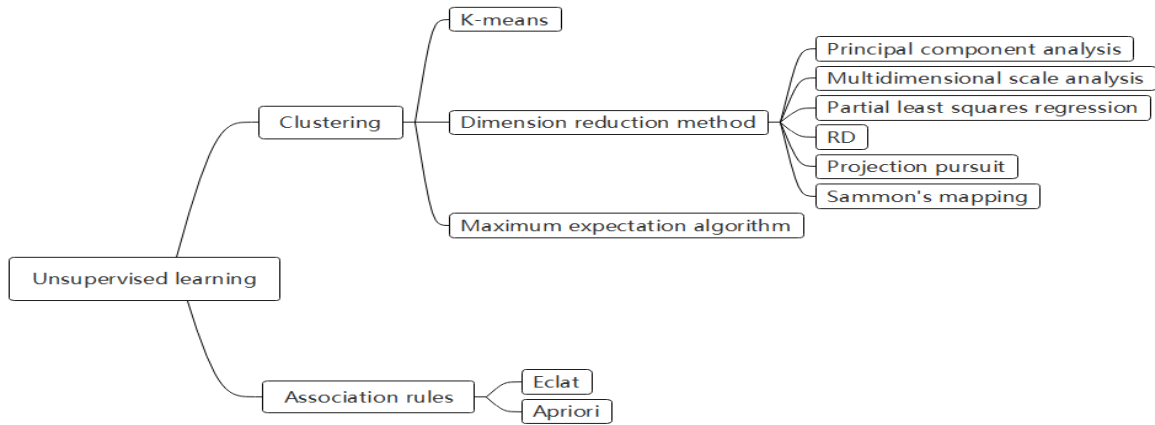 K-means
Principal component analysis
Multidimensional scale analysis
Partial least squares regression
Clustering
Dimension reduction method
RD
Projection pursuit
Sammon's mapping
Maximum expectation algorithm
Unsupervised learning
Eclat
Association rules
Apriori